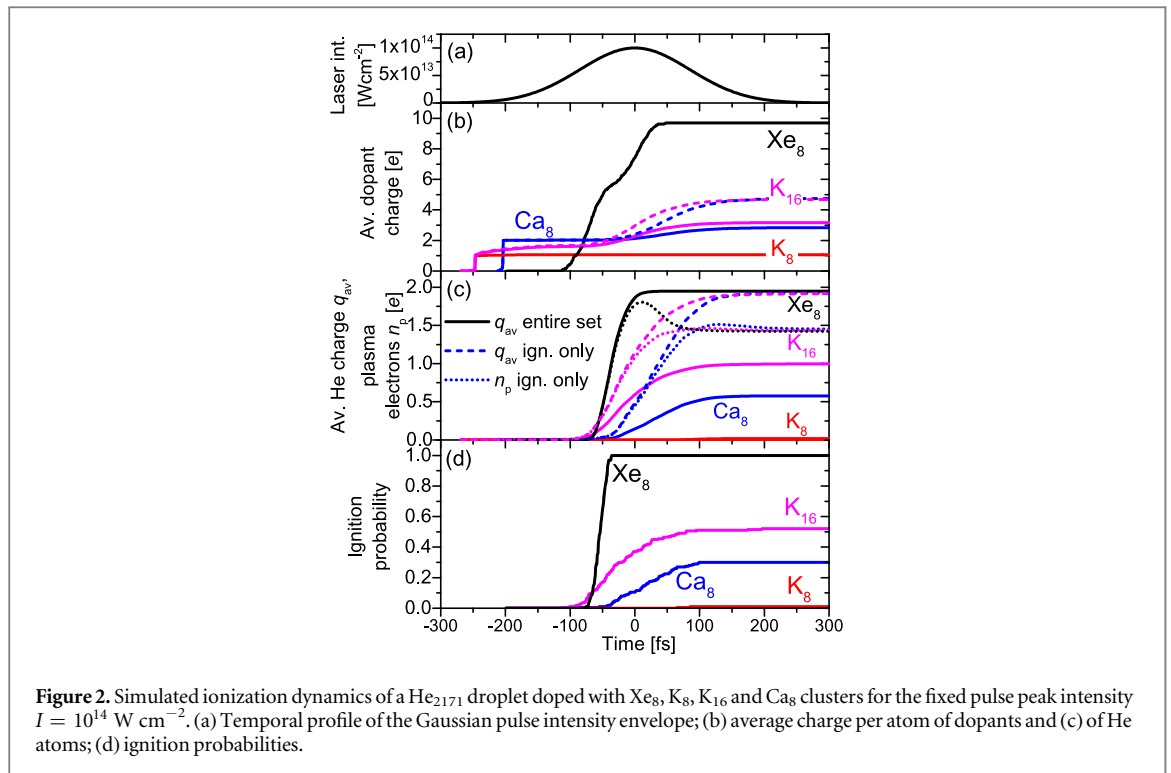 Laser int.
[Wcm-2]
1x10^14
5x10^13
0
(a)
Av. dopant
charge [e]
10
8
6
4
2
0
(b)
Xe8
K16
Ca8
K8
Av. He charge qav,
plasma
electrons np [e]
2.0
1.5
1.0
0.5
0.0
(c)
qav entire set
qav ign. only
np ign. only
Xe8
K16
Ca8
K8
Ignition
probability
1.0
0.8
0.6
0.4
0.2
0.0
(d)
Xe8
K16
Ca8
K8
-300 -200 -100 0 100 200 300
Time [fs]
Figure 2. Simulated ionization dynamics of a He2171 droplet doped with Xe8, K8, K16 and Ca8 clusters for the fixed pulse peak intensity
I = 10^14 W cm−2. (a) Temporal profile of the Gaussian pulse intensity envelope; (b) average charge per atom of dopants and (c) of He
atoms; (d) ignition probabilities.